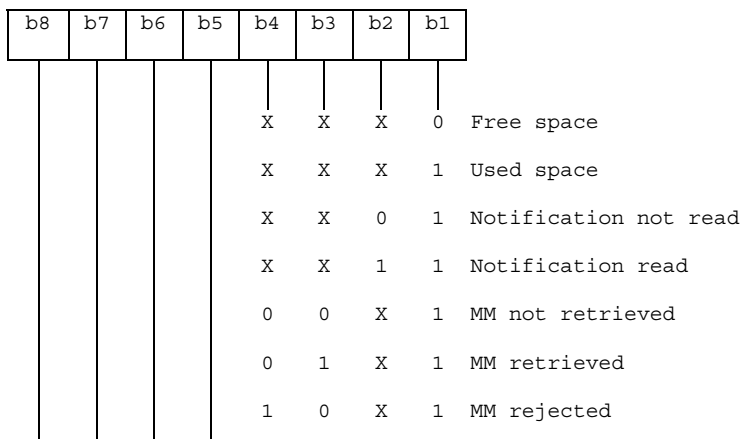 b8 b7 b6 b5 b4 b3 b2 b1
X X X 0 Free space
X X X 1 Used space
X X 0 1 Notification not read
X X 1 1 Notification read
0 0 X 1 MM not retrieved
0 1 X 1 MM retrieved
1 0 X 1 MM rejected